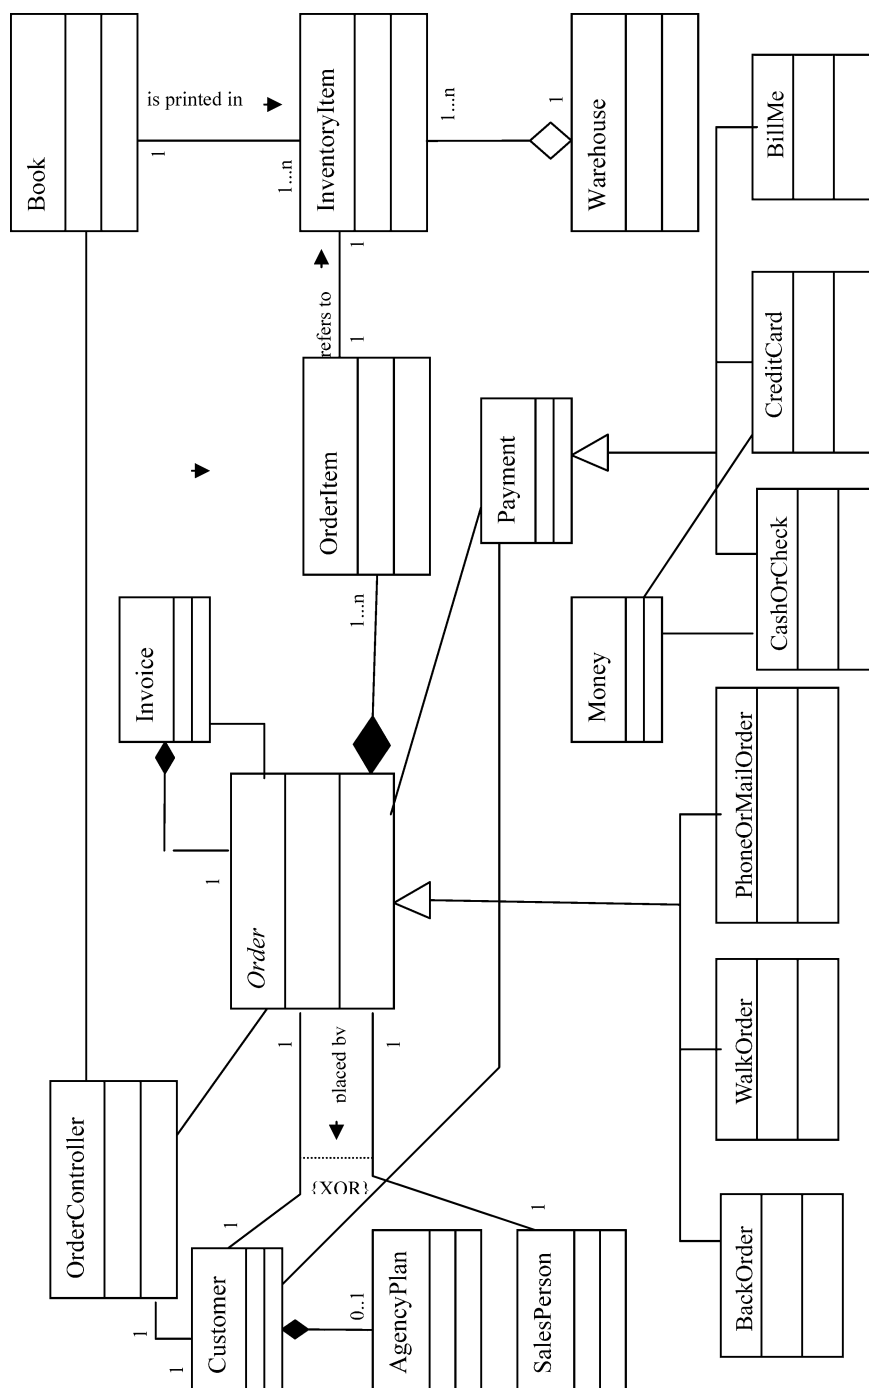 Book
is printed in
OrderController
Invoice
1
1
1
Customer
1
1
Order
1
1...n
{XOR}
placed by
OrderItem
refers to
InventoryItem
0..1
1...n
1
1
AgencyPlan
1
1...n
Payment
SalesPerson
1
1
Money
Warehouse
BackOrder
WalkOrder
PhoneOrMailOrder
CashOrCheck
CreditCard
BillMe